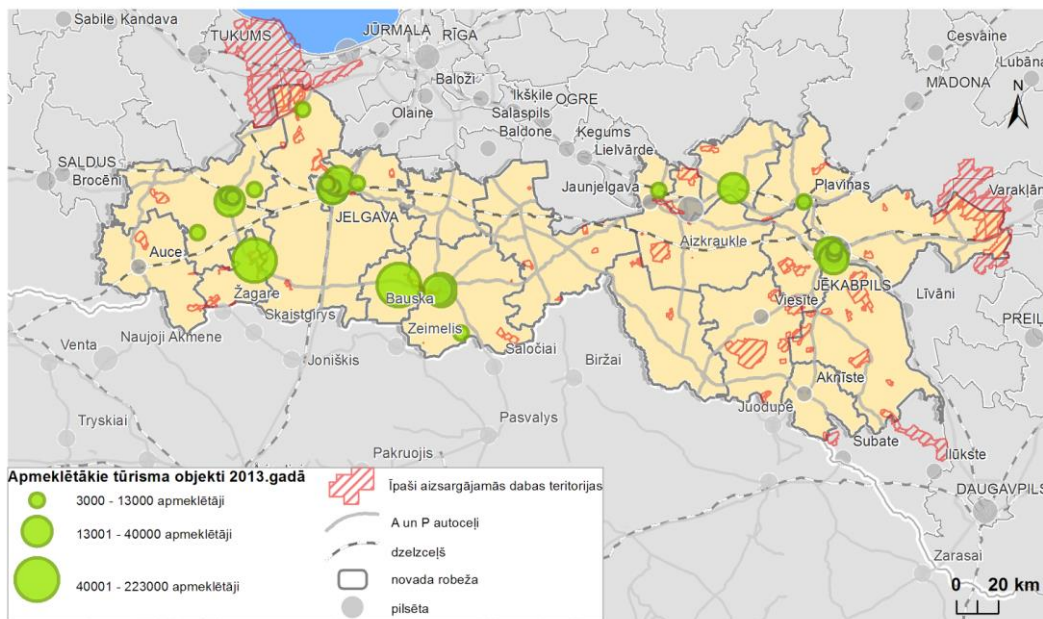 Sabile Kandava
TUKUMS
JŪRMALA
RĪGA
Cesvaine
Lubāna
MADONA
N
Baloži
Ikšķile
OGRE
Olaine
Salaspils
Baldone
Ķegums
Lielvārde
SALDUS
Brocēni
Jaunjelgava
Pļaviņas
Varakļān
JELGAVA
Aizkraukle
Auce
JĒKABPILS
Žagare
Bauska
Viesīte
Līvāni
Skaistgirys
Naujoji Akmene
Zeimelis
PREIL
Venta
Joniškis
Saločiai
Biržai
Aknīste
Juodupe
Tryskiai
Pasvalys
Subate
Pakruojis
Ilūkste
DAUGAVPILS
Zarasai
Apmeklētākie tūrisma objekti 2013.gadā
3000 - 13000 apmeklētāji
13001 - 40000 apmeklētāji
40001 - 223000 apmeklētāji
Īpaši aizsargājamās dabas teritorijas
A un P autoceļi
dzelzceļš
novada robeža
pilsēta
0 20 km